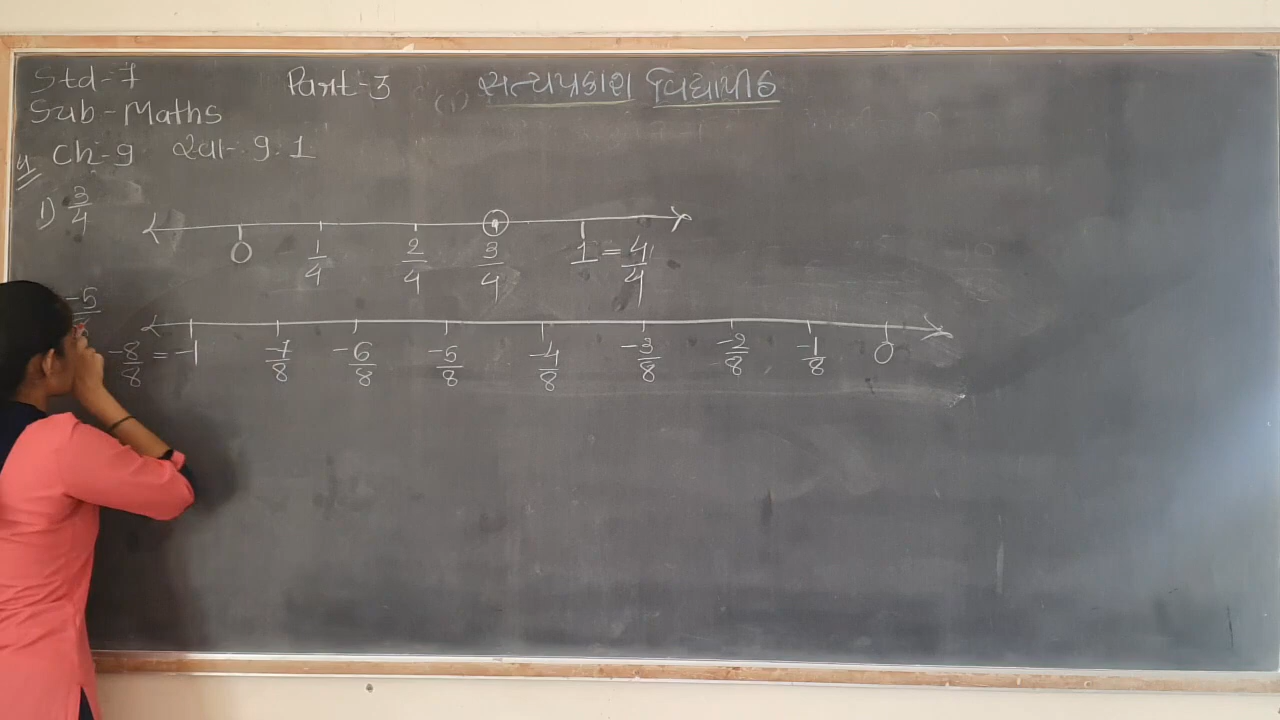 Std-7
Part-3
સત્યપ્રકાશ વિદ્યાપીઠ
Sub-Maths
Ch-9 સ્વા-9.1
4
1) 3/4
0 1/4 2/4 3/4 1=4/4
-5
-8/8 = -1 -7/8 -6/8 -5/8 -4/8 -3/8 -2/8 -1/8 0